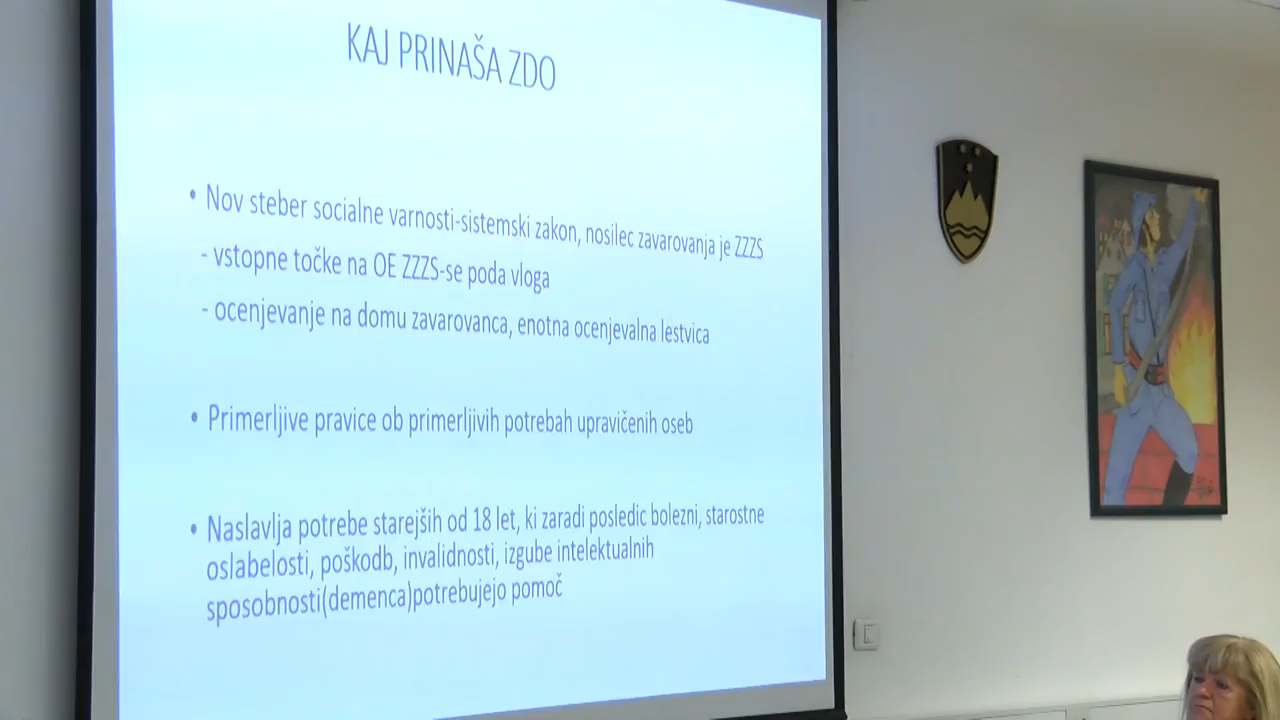 KAJ PRINAŠA ZDO
• Nov steber socialne varnosti-sistemski zakon, nosilec zavarovanja je ZZZS
- vstopne točke na OE ZZZS-se poda vloga
- ocenjevanje na domu zavarovanca, enotna ocenjevalna lestvica
• Primerljive pravice ob primerljivih potrebah upravičenih oseb
• Naslavlja potrebe starejših od 18 let, ki zaradi posledic bolezni, starostne
oslabelosti, poškodb, invalidnosti, izgube intelektualnih
sposobnosti(demenca)potrebujejo pomoč